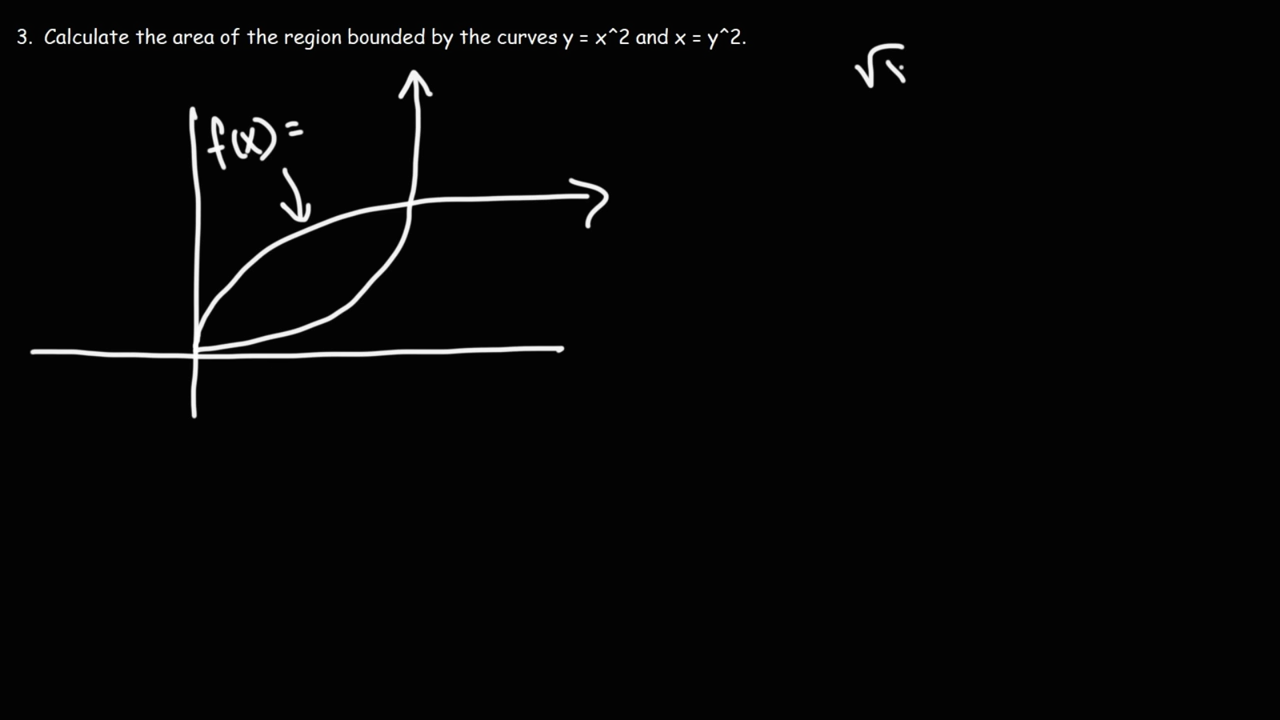 3. Calculate the area of the region bounded by the curves y = x^2 and x = y^2.
√x
f(x) =